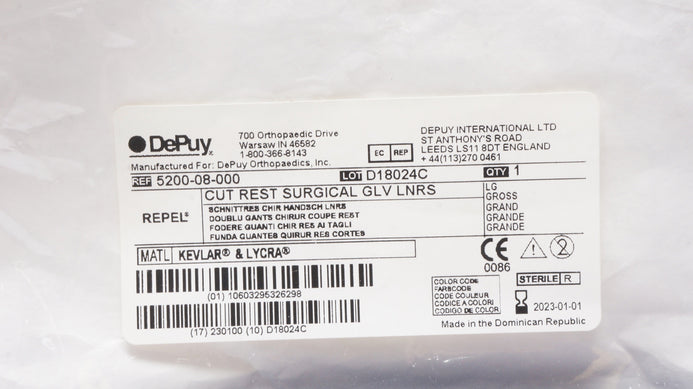 DePuy®
700 Orthopaedic Drive
Warsaw IN 46582
1-800-366-8143
Manufactured For: DePuy Orthopaedics, Inc.
EC REP
DEPUY INTERNATIONAL LTD
ST ANTHONY'S ROAD
LEEDS LS11 8DT ENGLAND
+ 44(113)270 0461
REF 5200-08-000
LOT D18024C
QTY 1
REPEL®
CUT REST SURGICAL GLV LNRS
SCHNITTRES CHIR HANDSCH LNRS
DOUBLU GANTS CHIRUR COUPE REST
FODERE GUANTI CHIR RES AI TAGLI
FUNDA GUANTES QUIRUR RES CORTES
LG
GROSS
GRAND
GRANDE
GRANDE
MATL KEVLAR® & LYCRA®
CE
0086
2
(01) 10603295326298
(17) 230100 (10) D18024C
COLOR CODE
FARBCODE
CODE COULEUR
CODICE A COLORI
CODIGO DE COLOR
STERILE R
2023-01-01
Made in the Dominican Republic